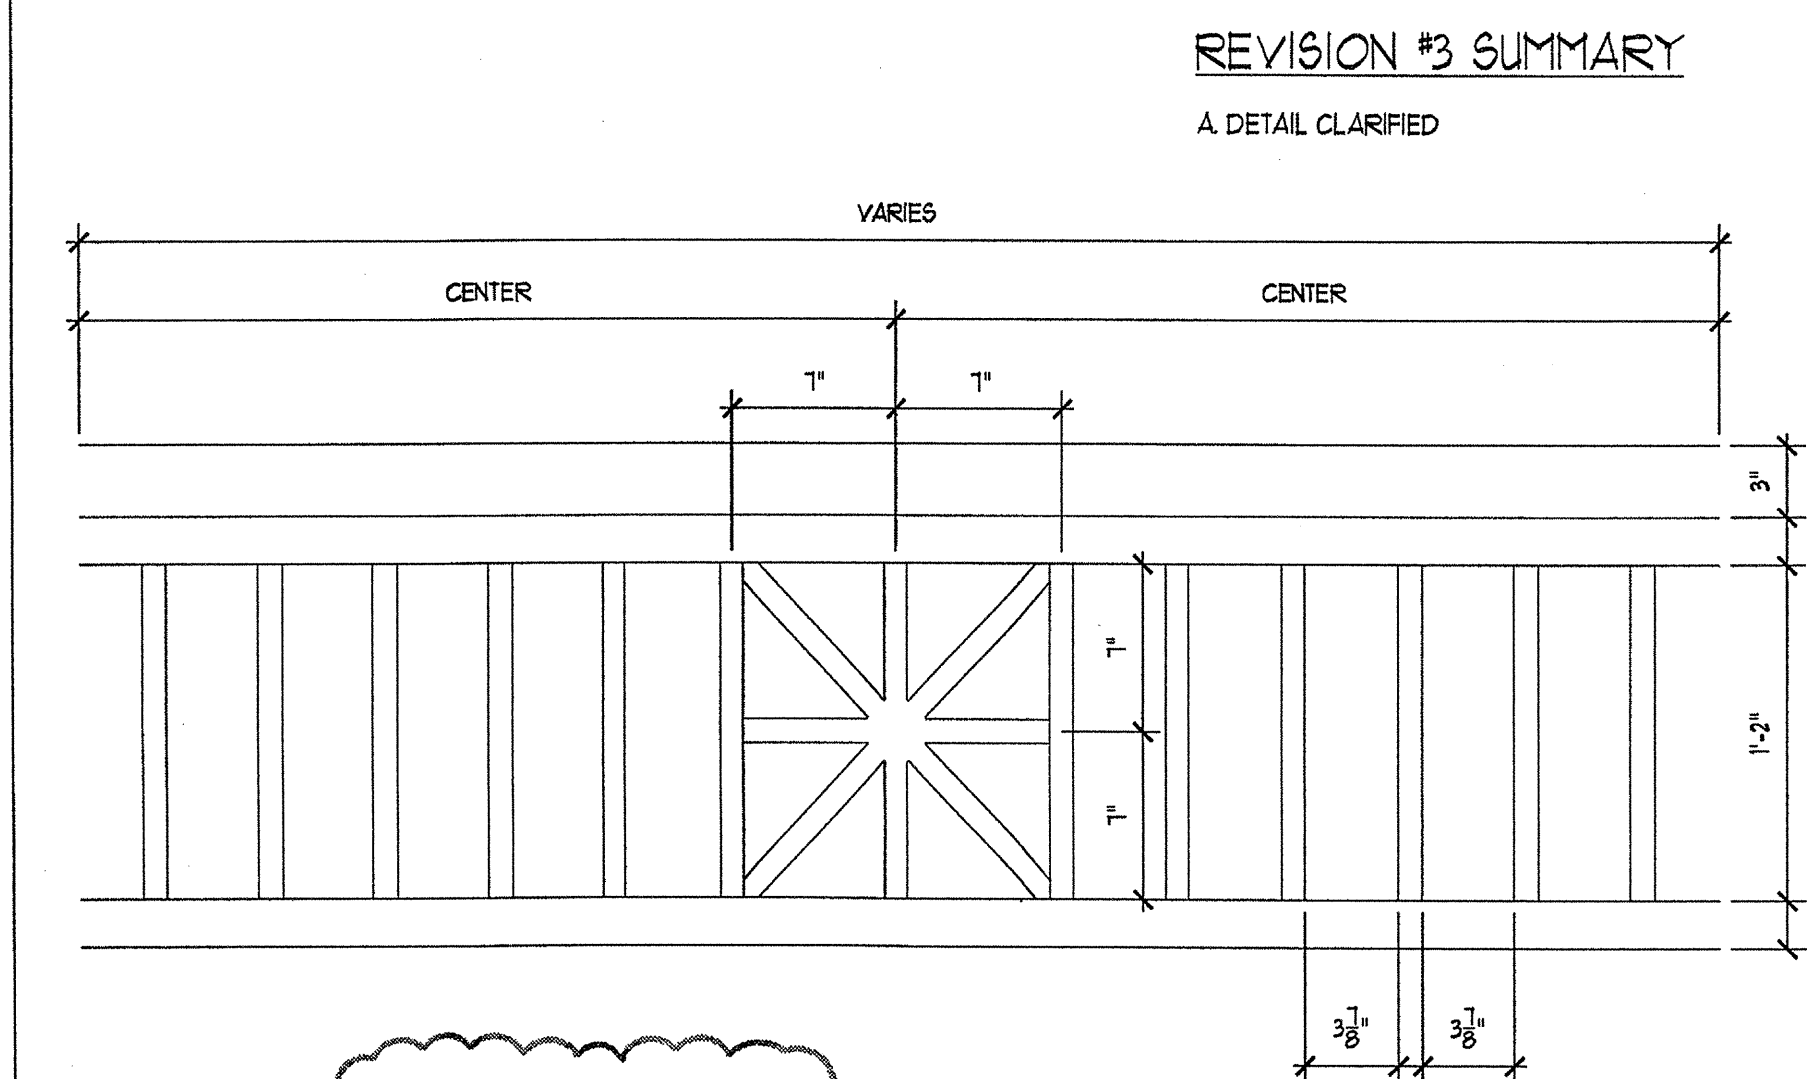 REVISION #3 SUMMARY
A. DETAIL CLARIFIED
VARIES
CENTER CENTER
7" 7"
3"
7"
1'-2"
7"
3 7/8" 3 7/8"